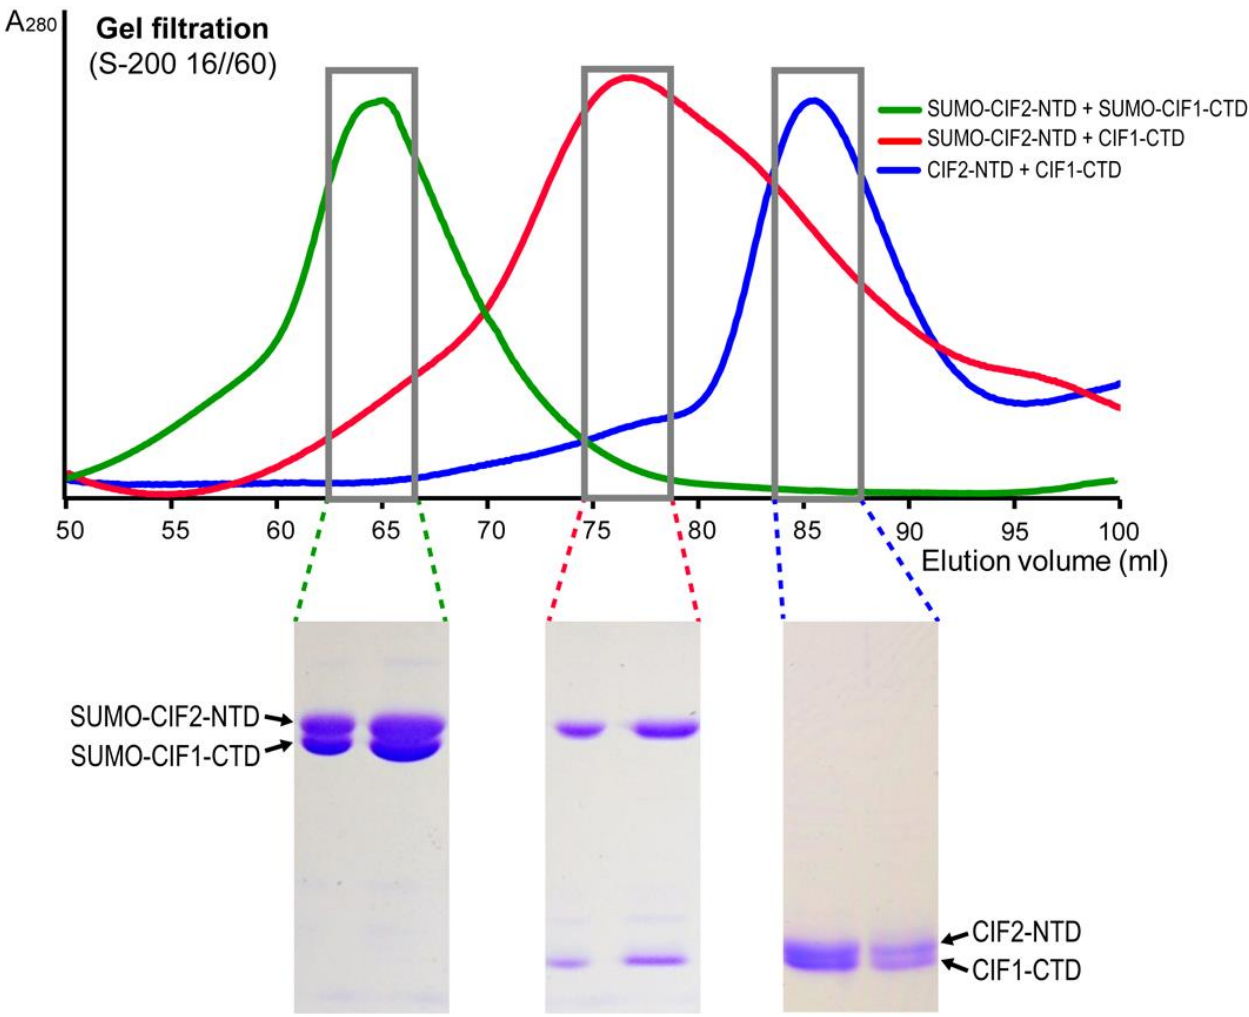 A280
Gel filtration
(S-200 16//60)
SUMO-CIF2-NTD + SUMO-CIF1-CTD
SUMO-CIF2-NTD + CIF1-CTD
CIF2-NTD + CIF1-CTD
50 55 60 65 70 75 80 85 90 95 100
Elution volume (ml)
SUMO-CIF2-NTD
SUMO-CIF1-CTD
CIF2-NTD
CIF1-CTD